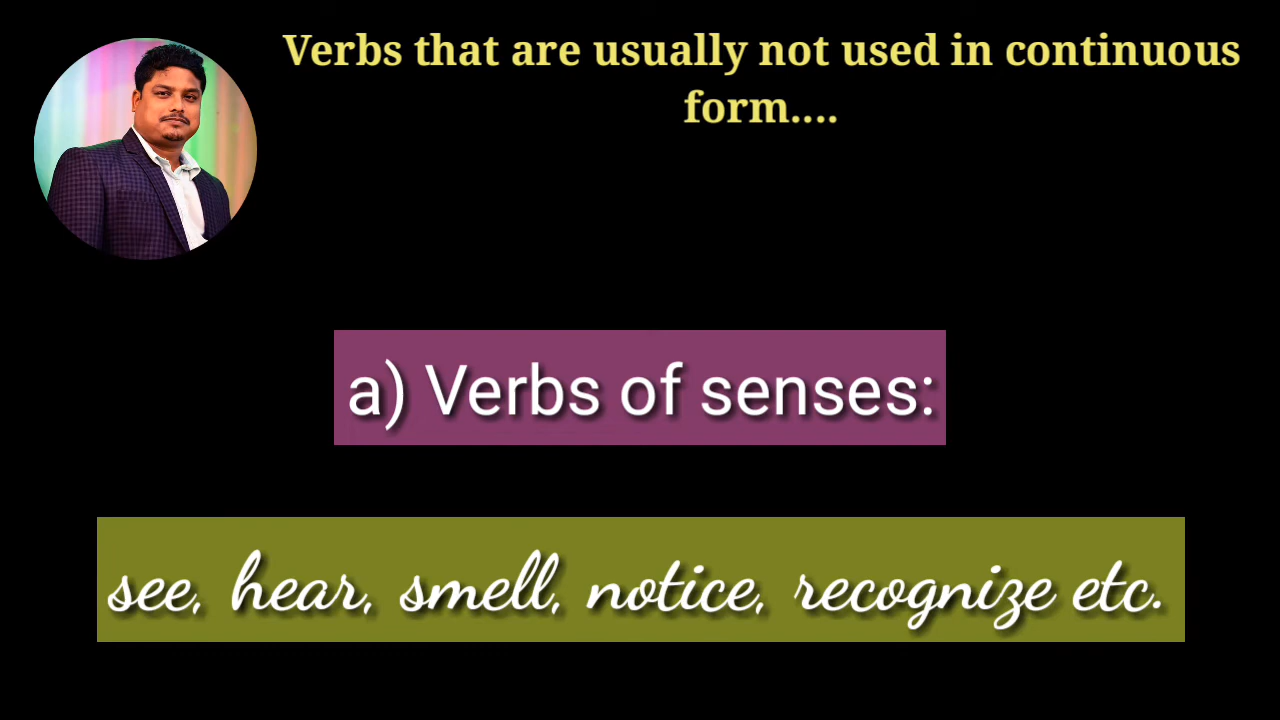 Verbs that are usually not used in continuous
form....
a) Verbs of senses:
see, hear, smell, notice, recognize etc.